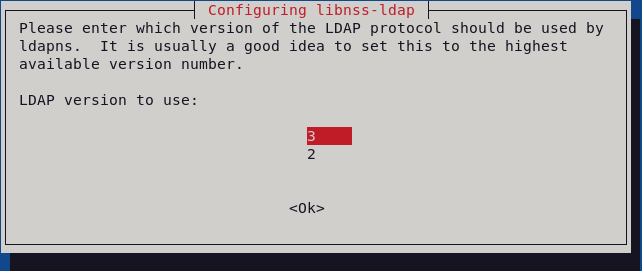 Configuring libnss-ldap
Please enter which version of the LDAP protocol should be used by
ldapns.  It is usually a good idea to set this to the highest
available version number.
LDAP version to use:
3
2
<Ok>